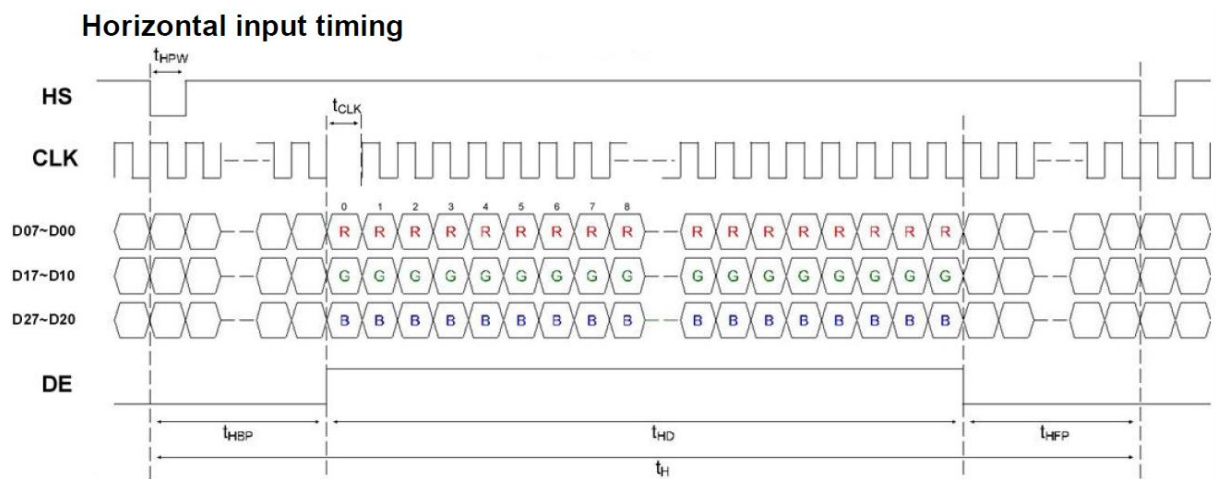 Horizontal input timing
tHPW
HS
tCLK
CLK
0 1 2 3 4 5 6 7 8
D07~D00 R R R R R R R R R R R R R R R R R
D17~D10 G G G G G G G G G G G G G G G G G
D27~D20 B B B B B B B B B B B B B B B B B
DE
tHBP tHD tHFP
tH